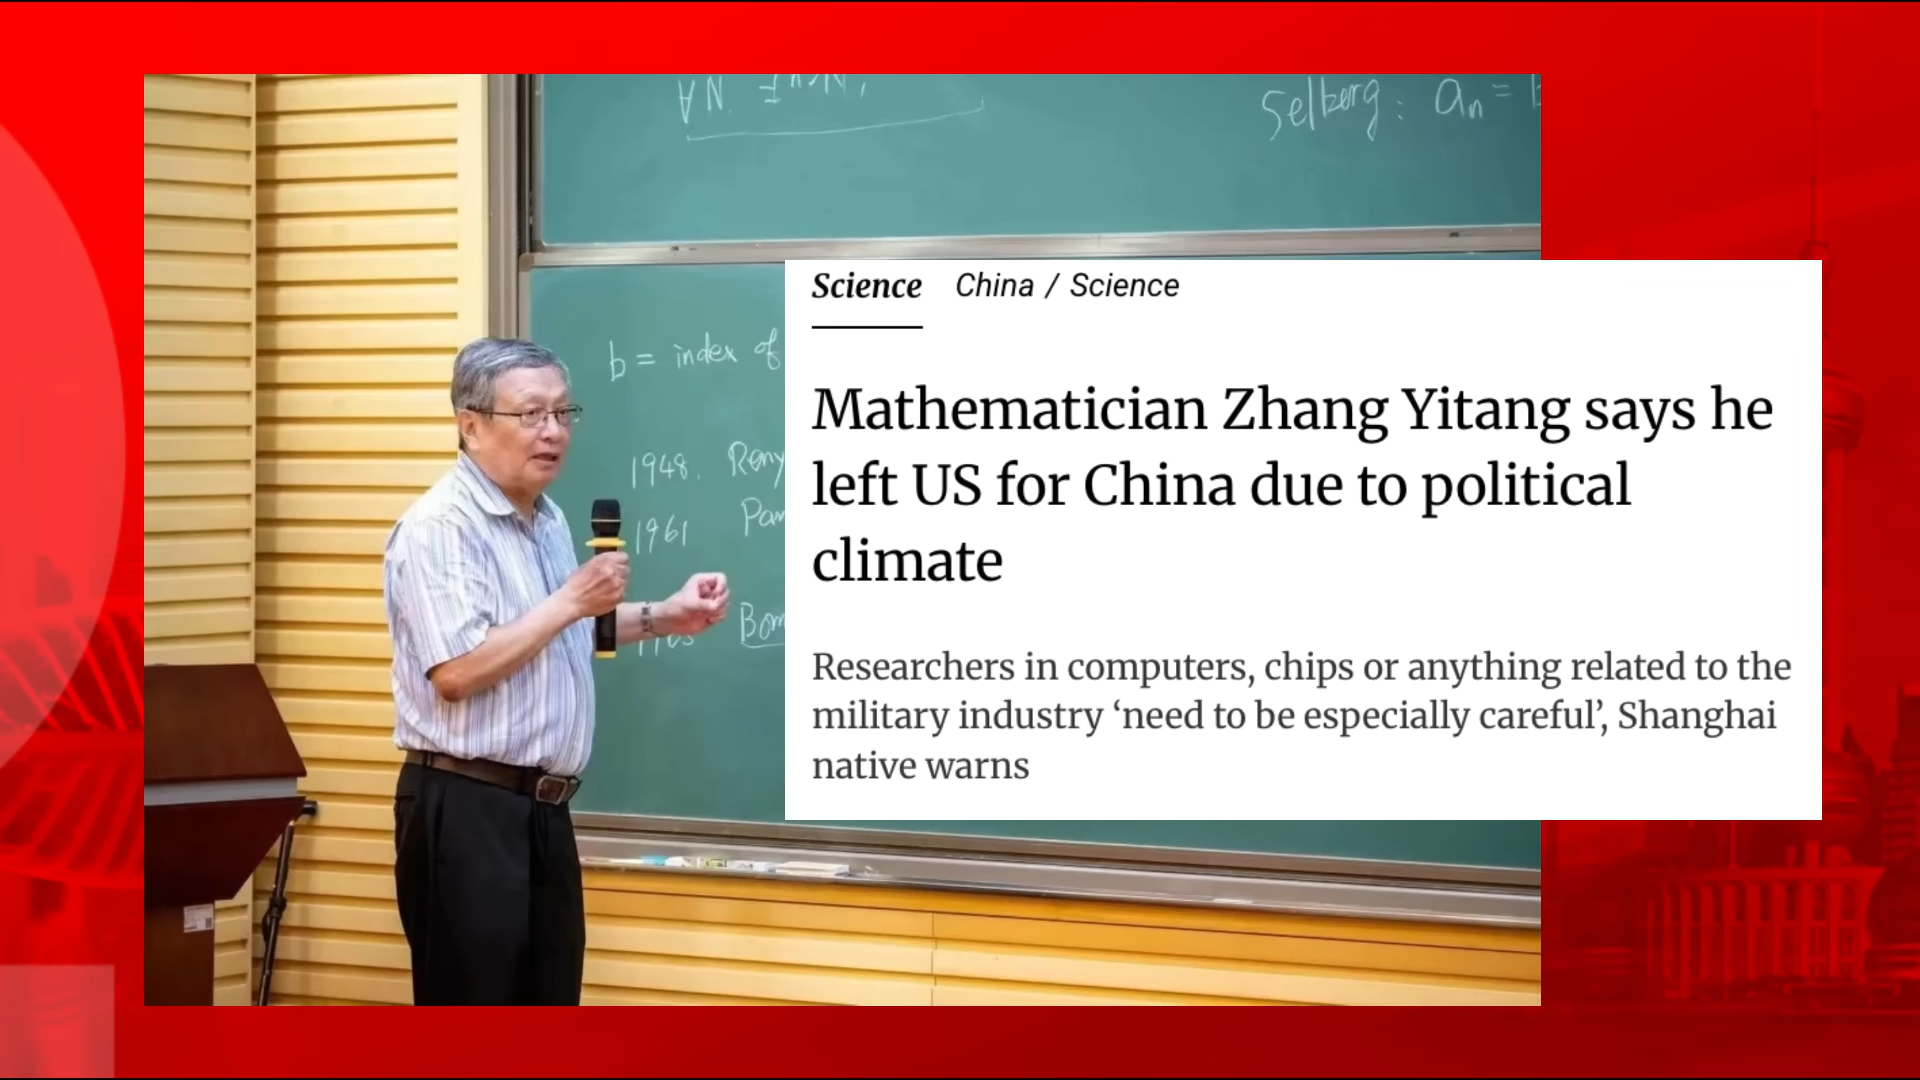 Selberg: an =
b = index of
1948.
1961
Science China / Science
Mathematician Zhang Yitang says he
left US for China due to political
climate
Researchers in computers, chips or anything related to the
military industry ‘need to be especially careful’, Shanghai
native warns